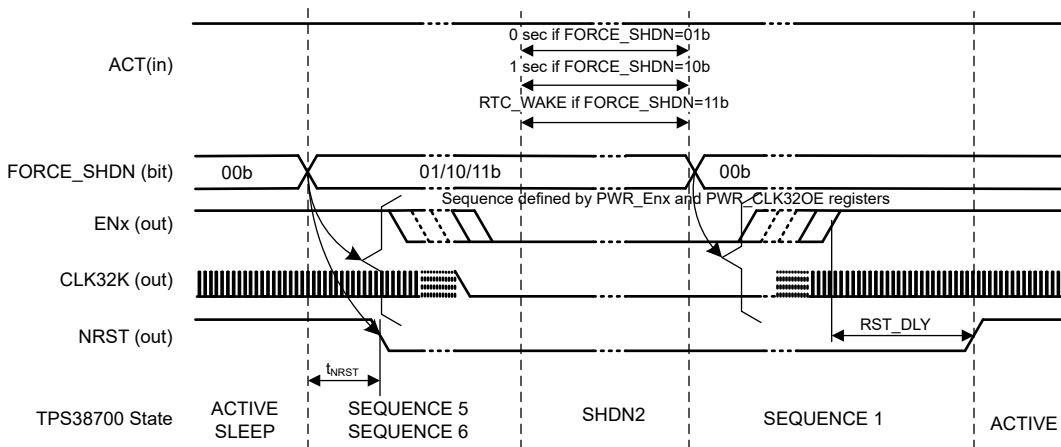 ACT(in)
0 sec if FORCE_SHDN=01b
1 sec if FORCE_SHDN=10b
RTC_WAKE if FORCE_SHDN=11b
FORCE_SHDN (bit)
00b
01/10/11b
00b
Sequence defined by PWR_Enx and PWR_CLK32OE registers
ENx (out)
CLK32K (out)
NRST (out)
RST_DLY
tNRST
TPS38700 State
ACTIVE
SLEEP
SEQUENCE 5
SEQUENCE 6
SHDN2
SEQUENCE 1
ACTIVE